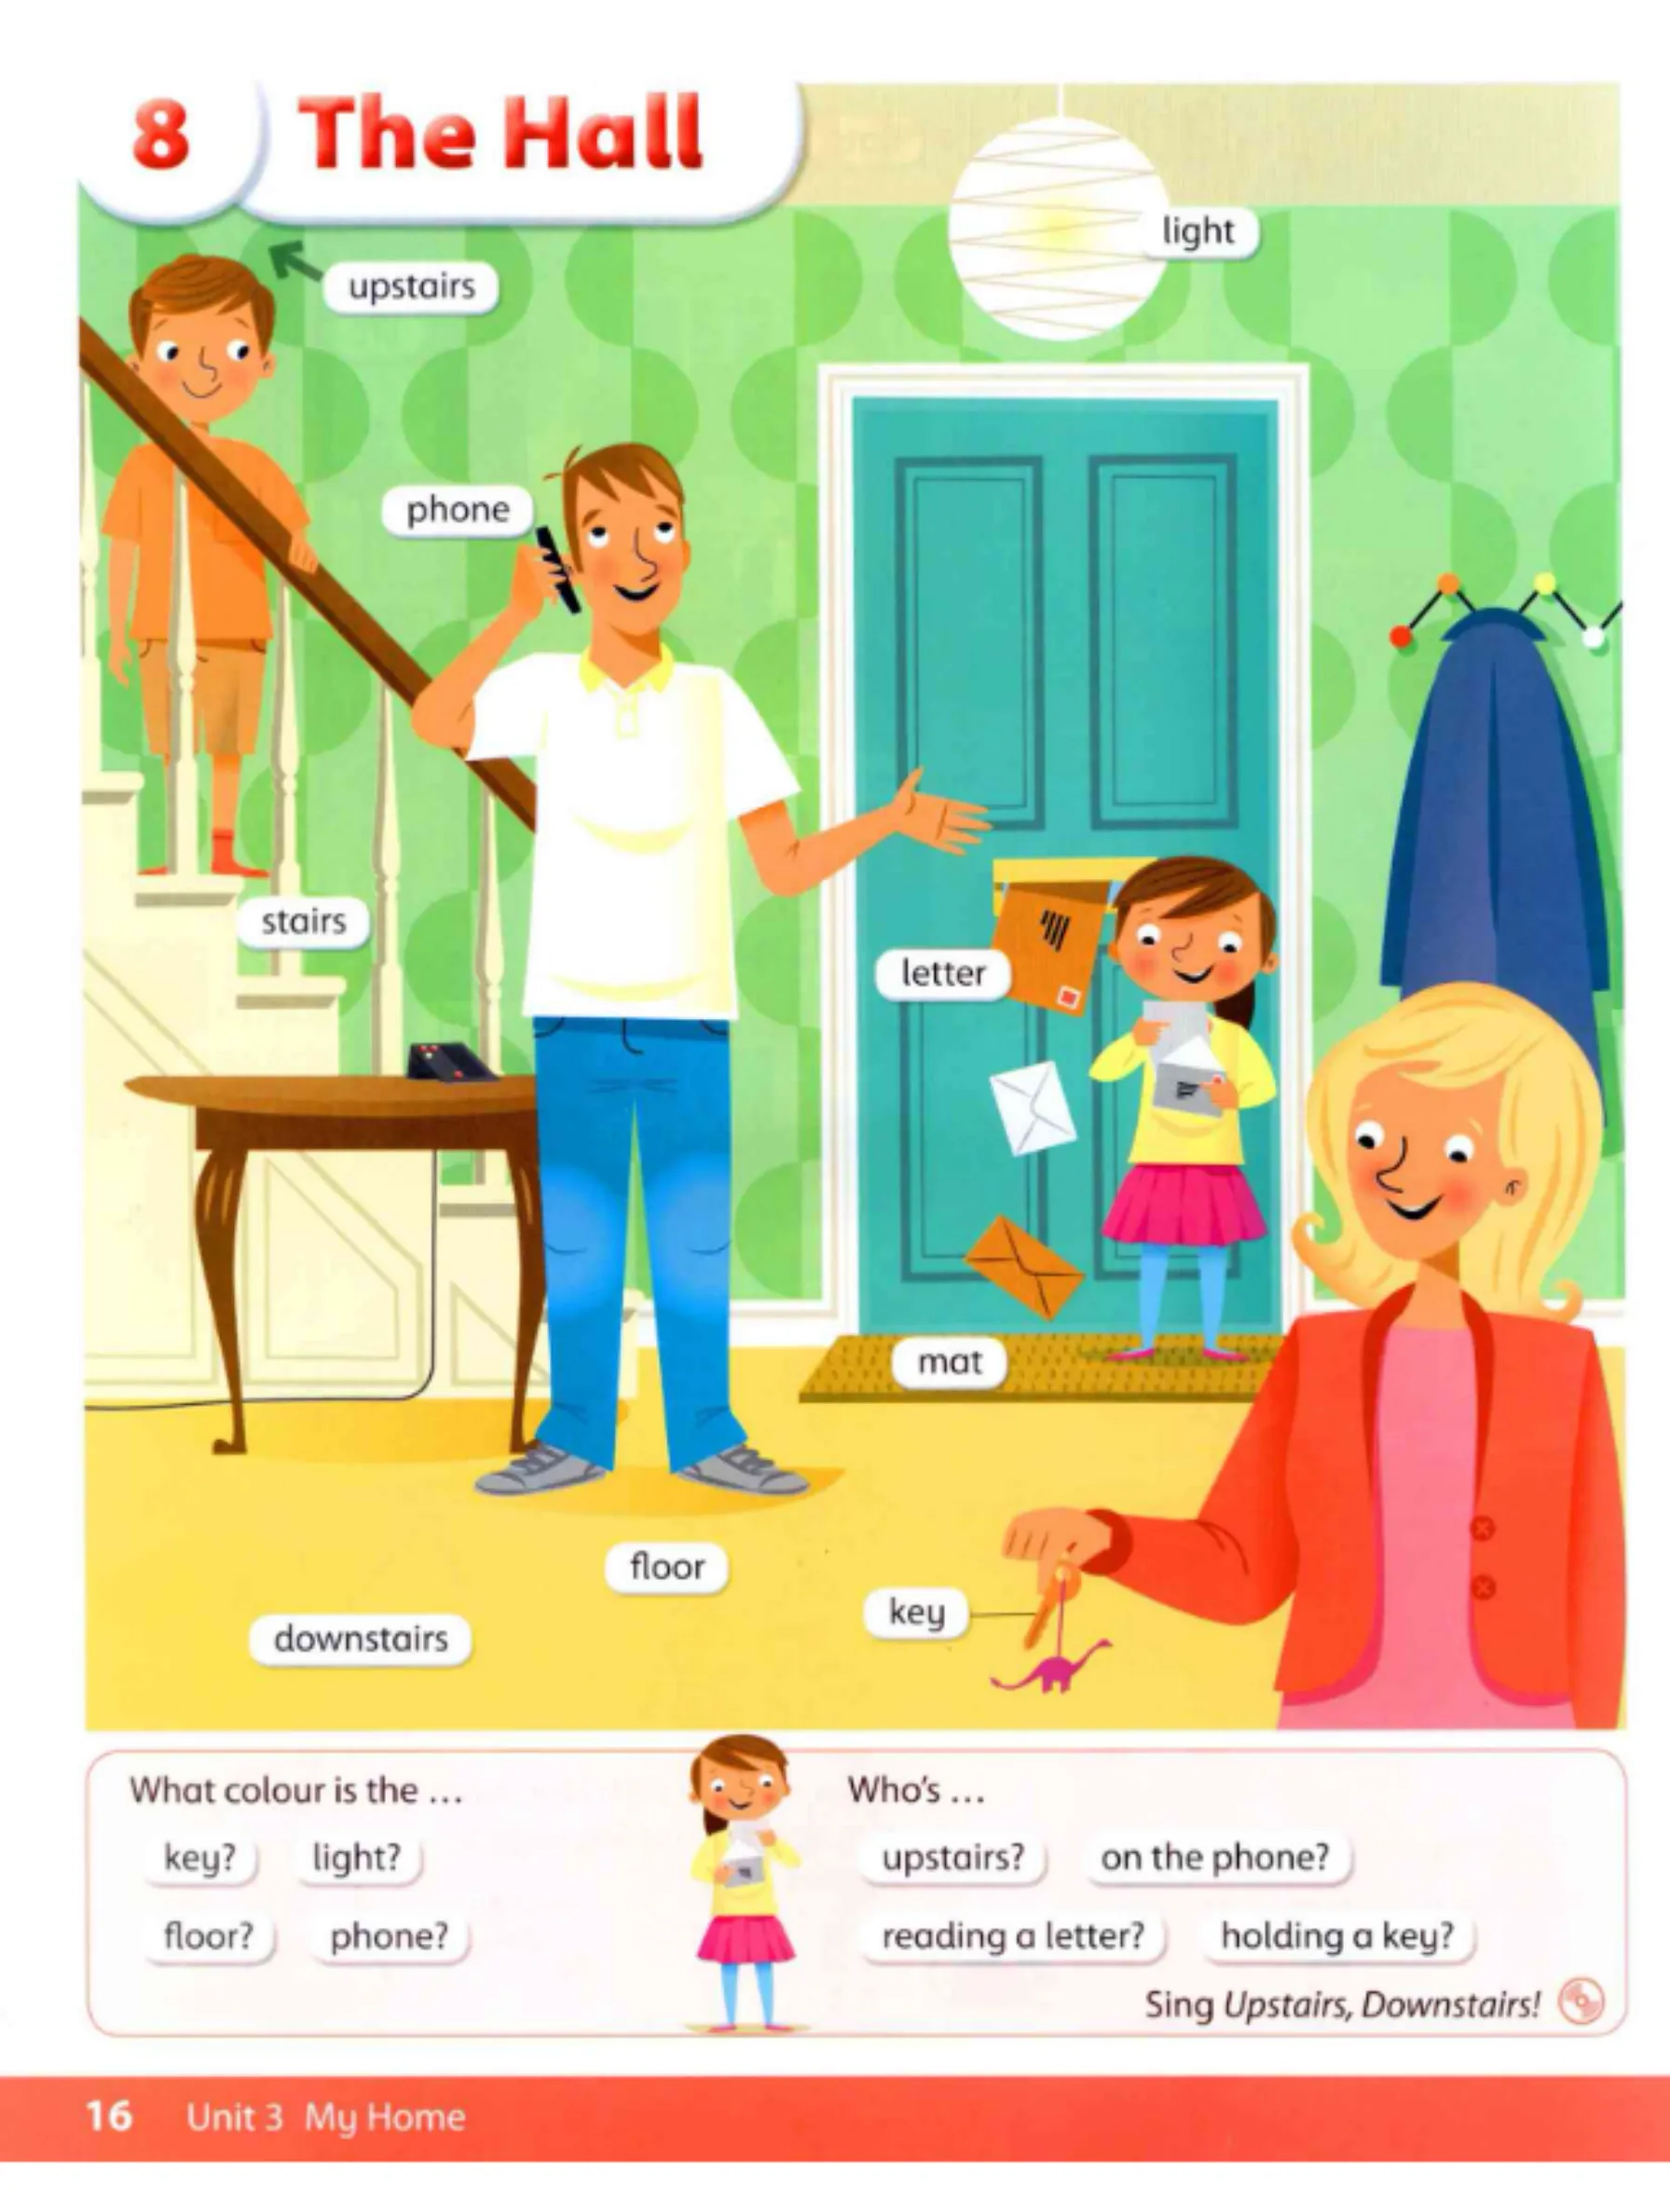 8 The Hall
light
upstairs
phone
stairs
letter
mat
floor
key
downstairs
What colour is the ...
key? light?
floor? phone?
Who's ...
upstairs? on the phone?
reading a letter? holding a key?
Sing Upstairs, Downstairs!
16 Unit 3 My Home